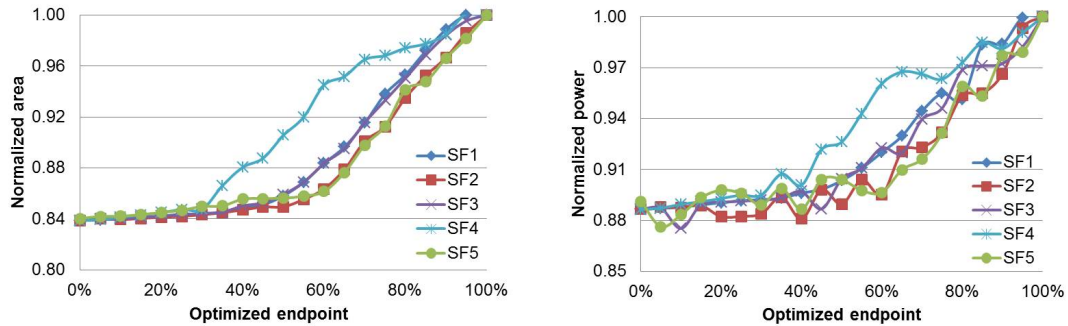 1.00
0.96
0.92
0.88
0.84
0.80
Normalized area
0% 20% 40% 60% 80% 100%
Optimized endpoint
SF1
SF2
SF3
SF4
SF5
1.00
0.97
0.94
0.91
0.88
0.85
Normalized power
0% 20% 40% 60% 80% 100%
Optimized endpoint
SF1
SF2
SF3
SF4
SF5